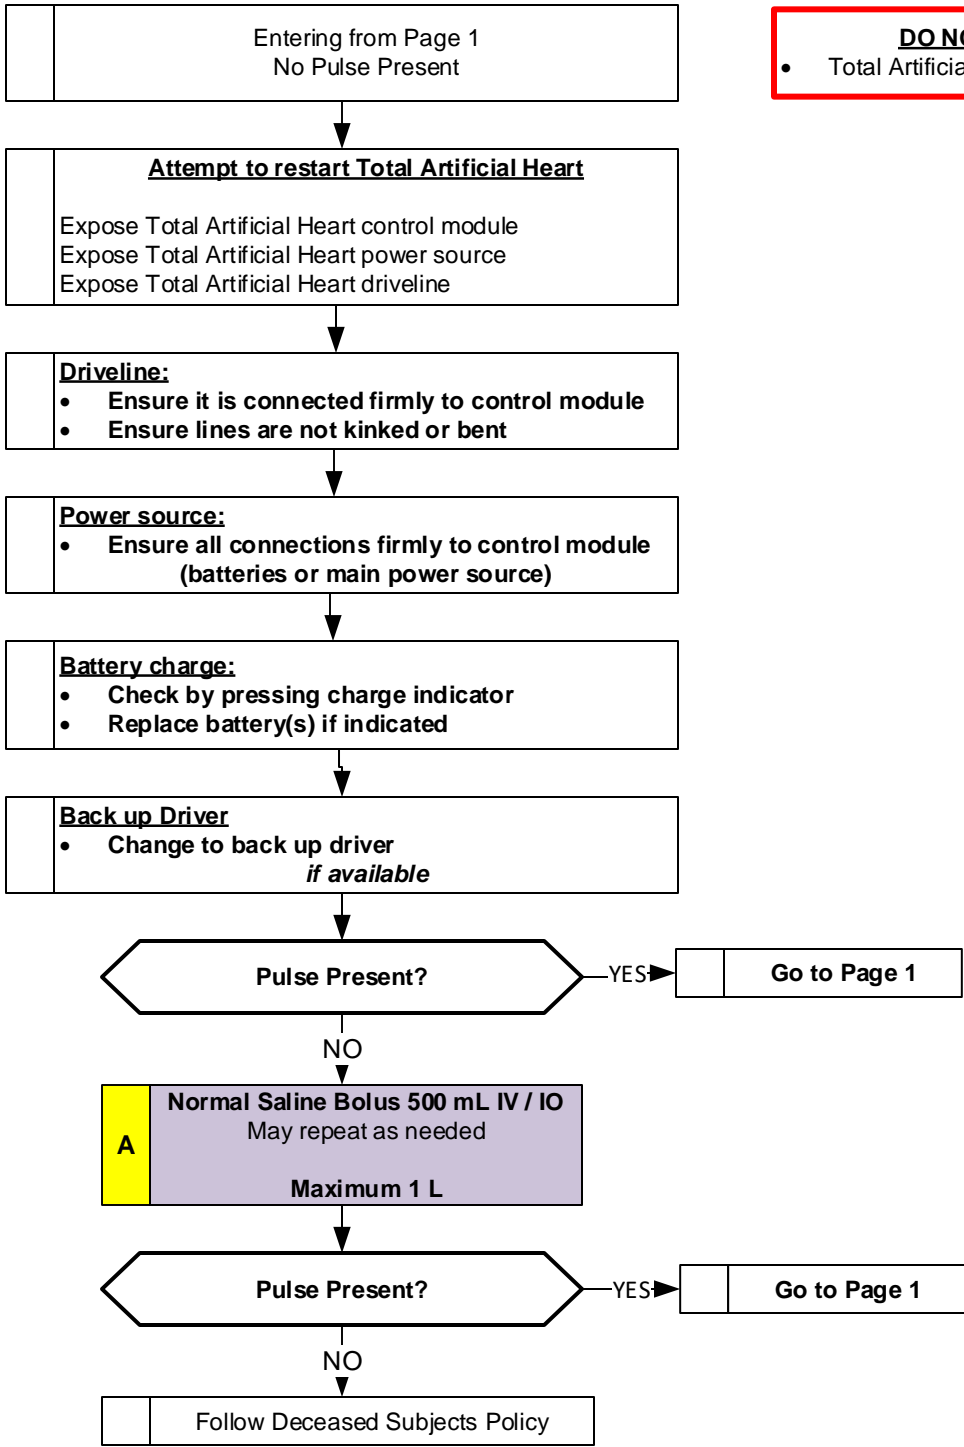 Entering from Page 1
No Pulse Present
DO NO
• Total Artificia
Attempt to restart Total Artificial Heart
Expose Total Artificial Heart control module
Expose Total Artificial Heart power source
Expose Total Artificial Heart driveline
Driveline:
• Ensure it is connected firmly to control module
• Ensure lines are not kinked or bent
Power source:
• Ensure all connections firmly to control module
(batteries or main power source)
Battery charge:
• Check by pressing charge indicator
• Replace battery(s) if indicated
Back up Driver
• Change to back up driver
if available
Pulse Present?
YES
Go to Page 1
NO
A
Normal Saline Bolus 500 mL IV / IO
May repeat as needed
Maximum 1 L
Pulse Present?
YES
Go to Page 1
NO
Follow Deceased Subjects Policy